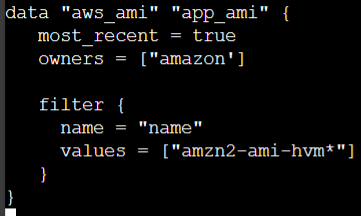 data "aws_ami" "app_ami" {
    most_recent = true
    owners = ["amazon']

    filter {
      name = "name"
      values = ["amzn2-ami-hvm*"]
    }
}